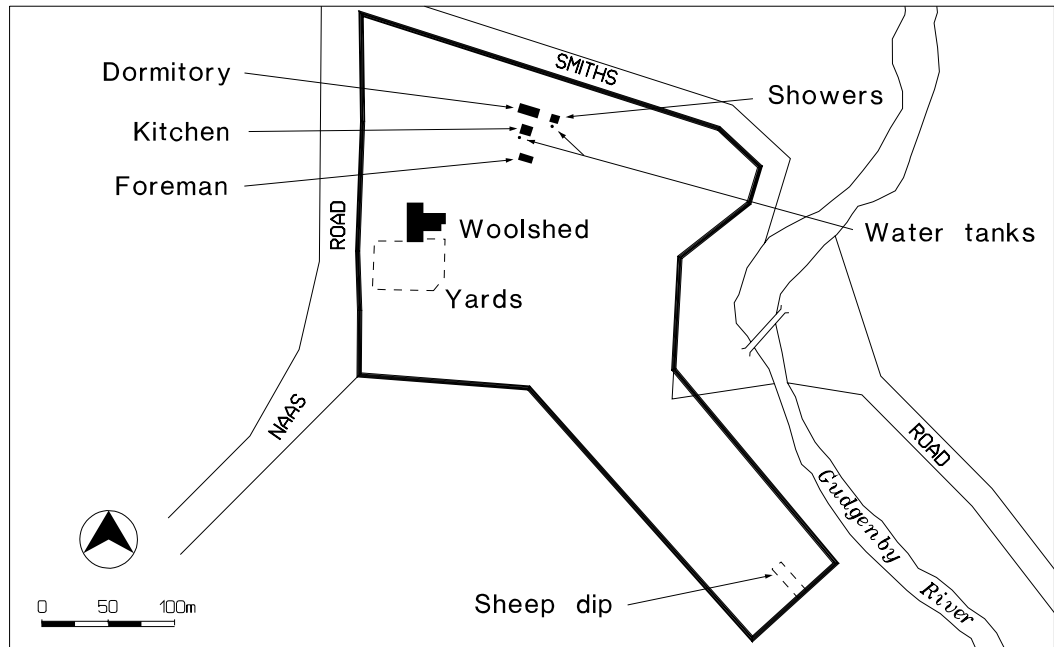 SMITHS
Dormitory
Showers
Kitchen
Foreman
ROAD
Woolshed
Water tanks
Yards
NAAS
ROAD
Gudgenby
River
0 50 100m
Sheep dip